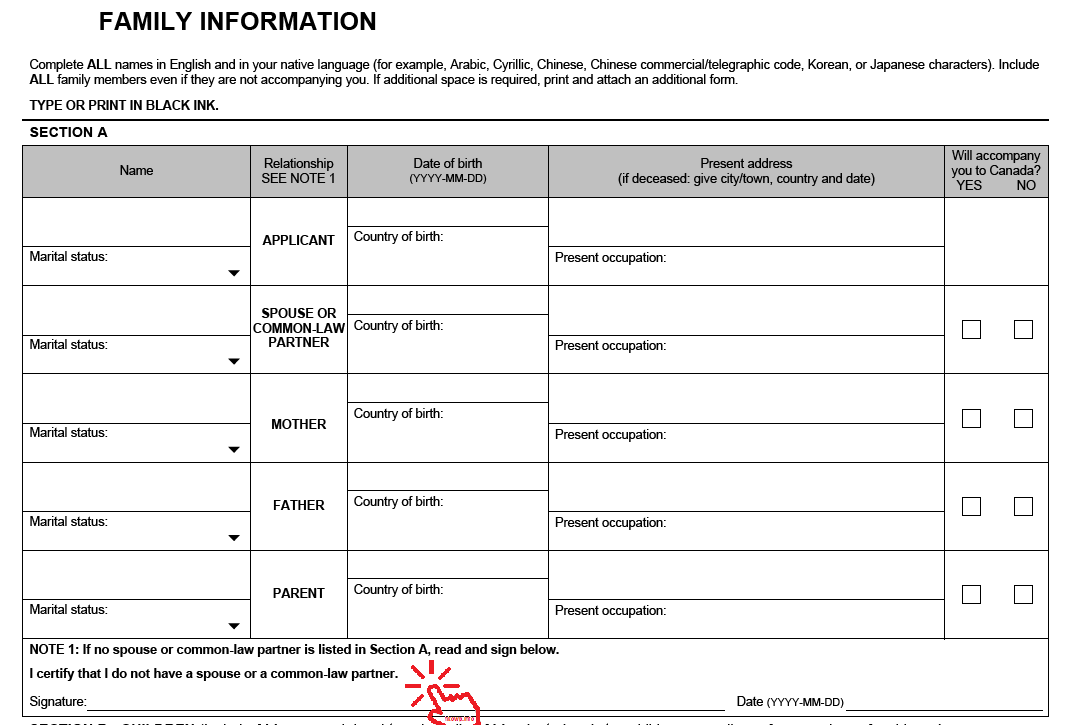 FAMILY INFORMATION
Complete ALL names in English and in your native language (for example, Arabic, Cyrillic, Chinese, Chinese commercial/telegraphic code, Korean, or Japanese characters). Include
ALL family members even if they are not accompanying you. If additional space is required, print and attach an additional form.
TYPE OR PRINT IN BLACK INK.
SECTION A
Name
Relationship
SEE NOTE 1
Date of birth
(YYYY-MM-DD)
Present address
(if deceased: give city/town, country and date)
Will accompany
you to Canada?
YES NO
Marital status:
APPLICANT
Country of birth:
Present occupation:
Marital status:
SPOUSE OR
COMMON-LAW
PARTNER
Country of birth:
Present occupation:
Marital status:
MOTHER
Country of birth:
Present occupation:
Marital status:
FATHER
Country of birth:
Present occupation:
Marital status:
PARENT
Country of birth:
Present occupation:
NOTE 1: If no spouse or common-law partner is listed in Section A, read and sign below.
I certify that I do not have a spouse or a common-law partner.
Signature:
Date (YYYY-MM-DD)